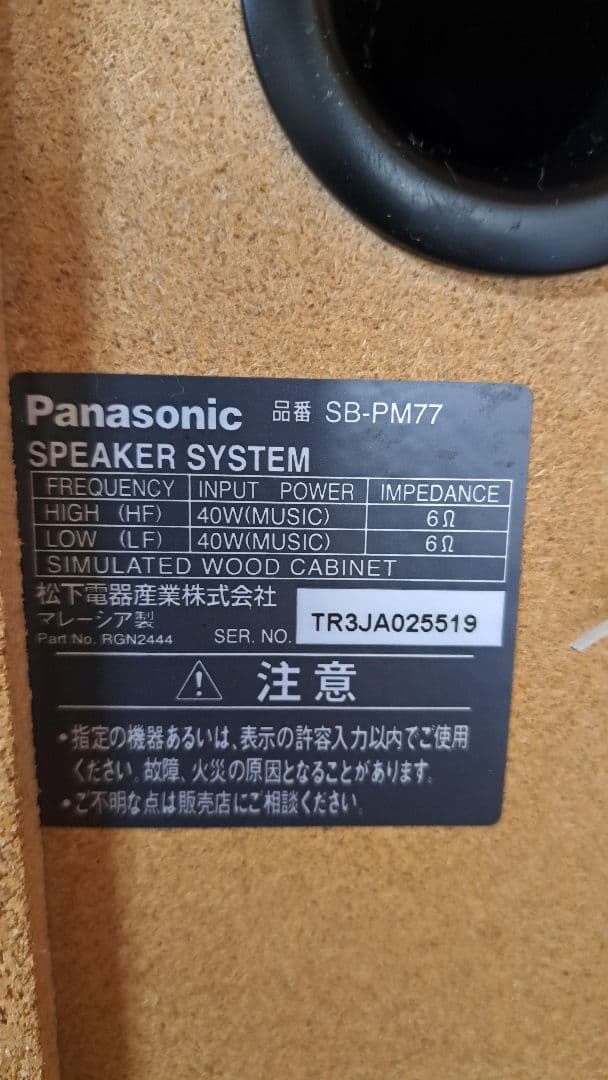 Panasonic 品番 SB-PM77
SPEAKER SYSTEM
FREQUENCY INPUT POWER IMPEDANCE
HIGH (HF) 40W(MUSIC) 6Ω
LOW (LF) 40W(MUSIC) 6Ω
SIMULATED WOOD CABINET
松下電器産業株式会社
マレーシア製
Part No. RGN2444 SER. NO. TR3JA025519
注意
・指定の機器あるいは、表示の許容入力以内でご使用
ください。故障、火災の原因となることがあります。
・ご不明な点は販売店にご相談ください。